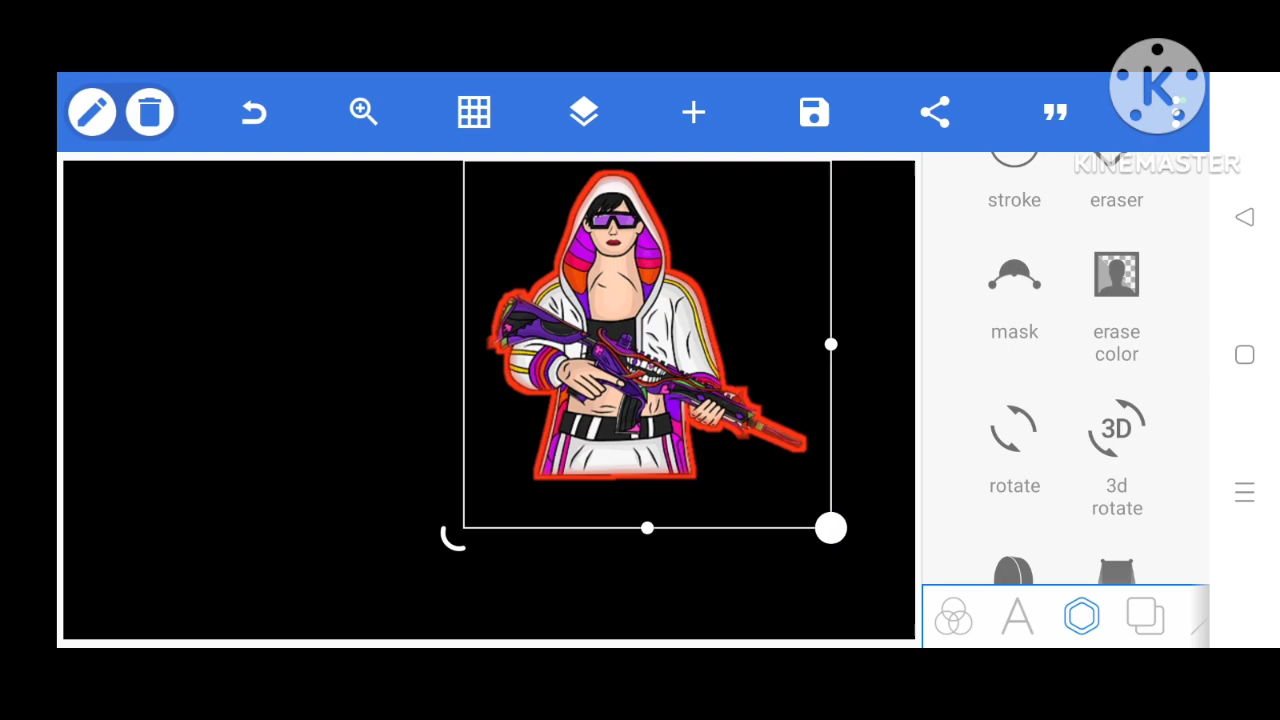 K
KINEMASTER
stroke
eraser
mask
erase
color
3D
rotate
3d
rotate
A